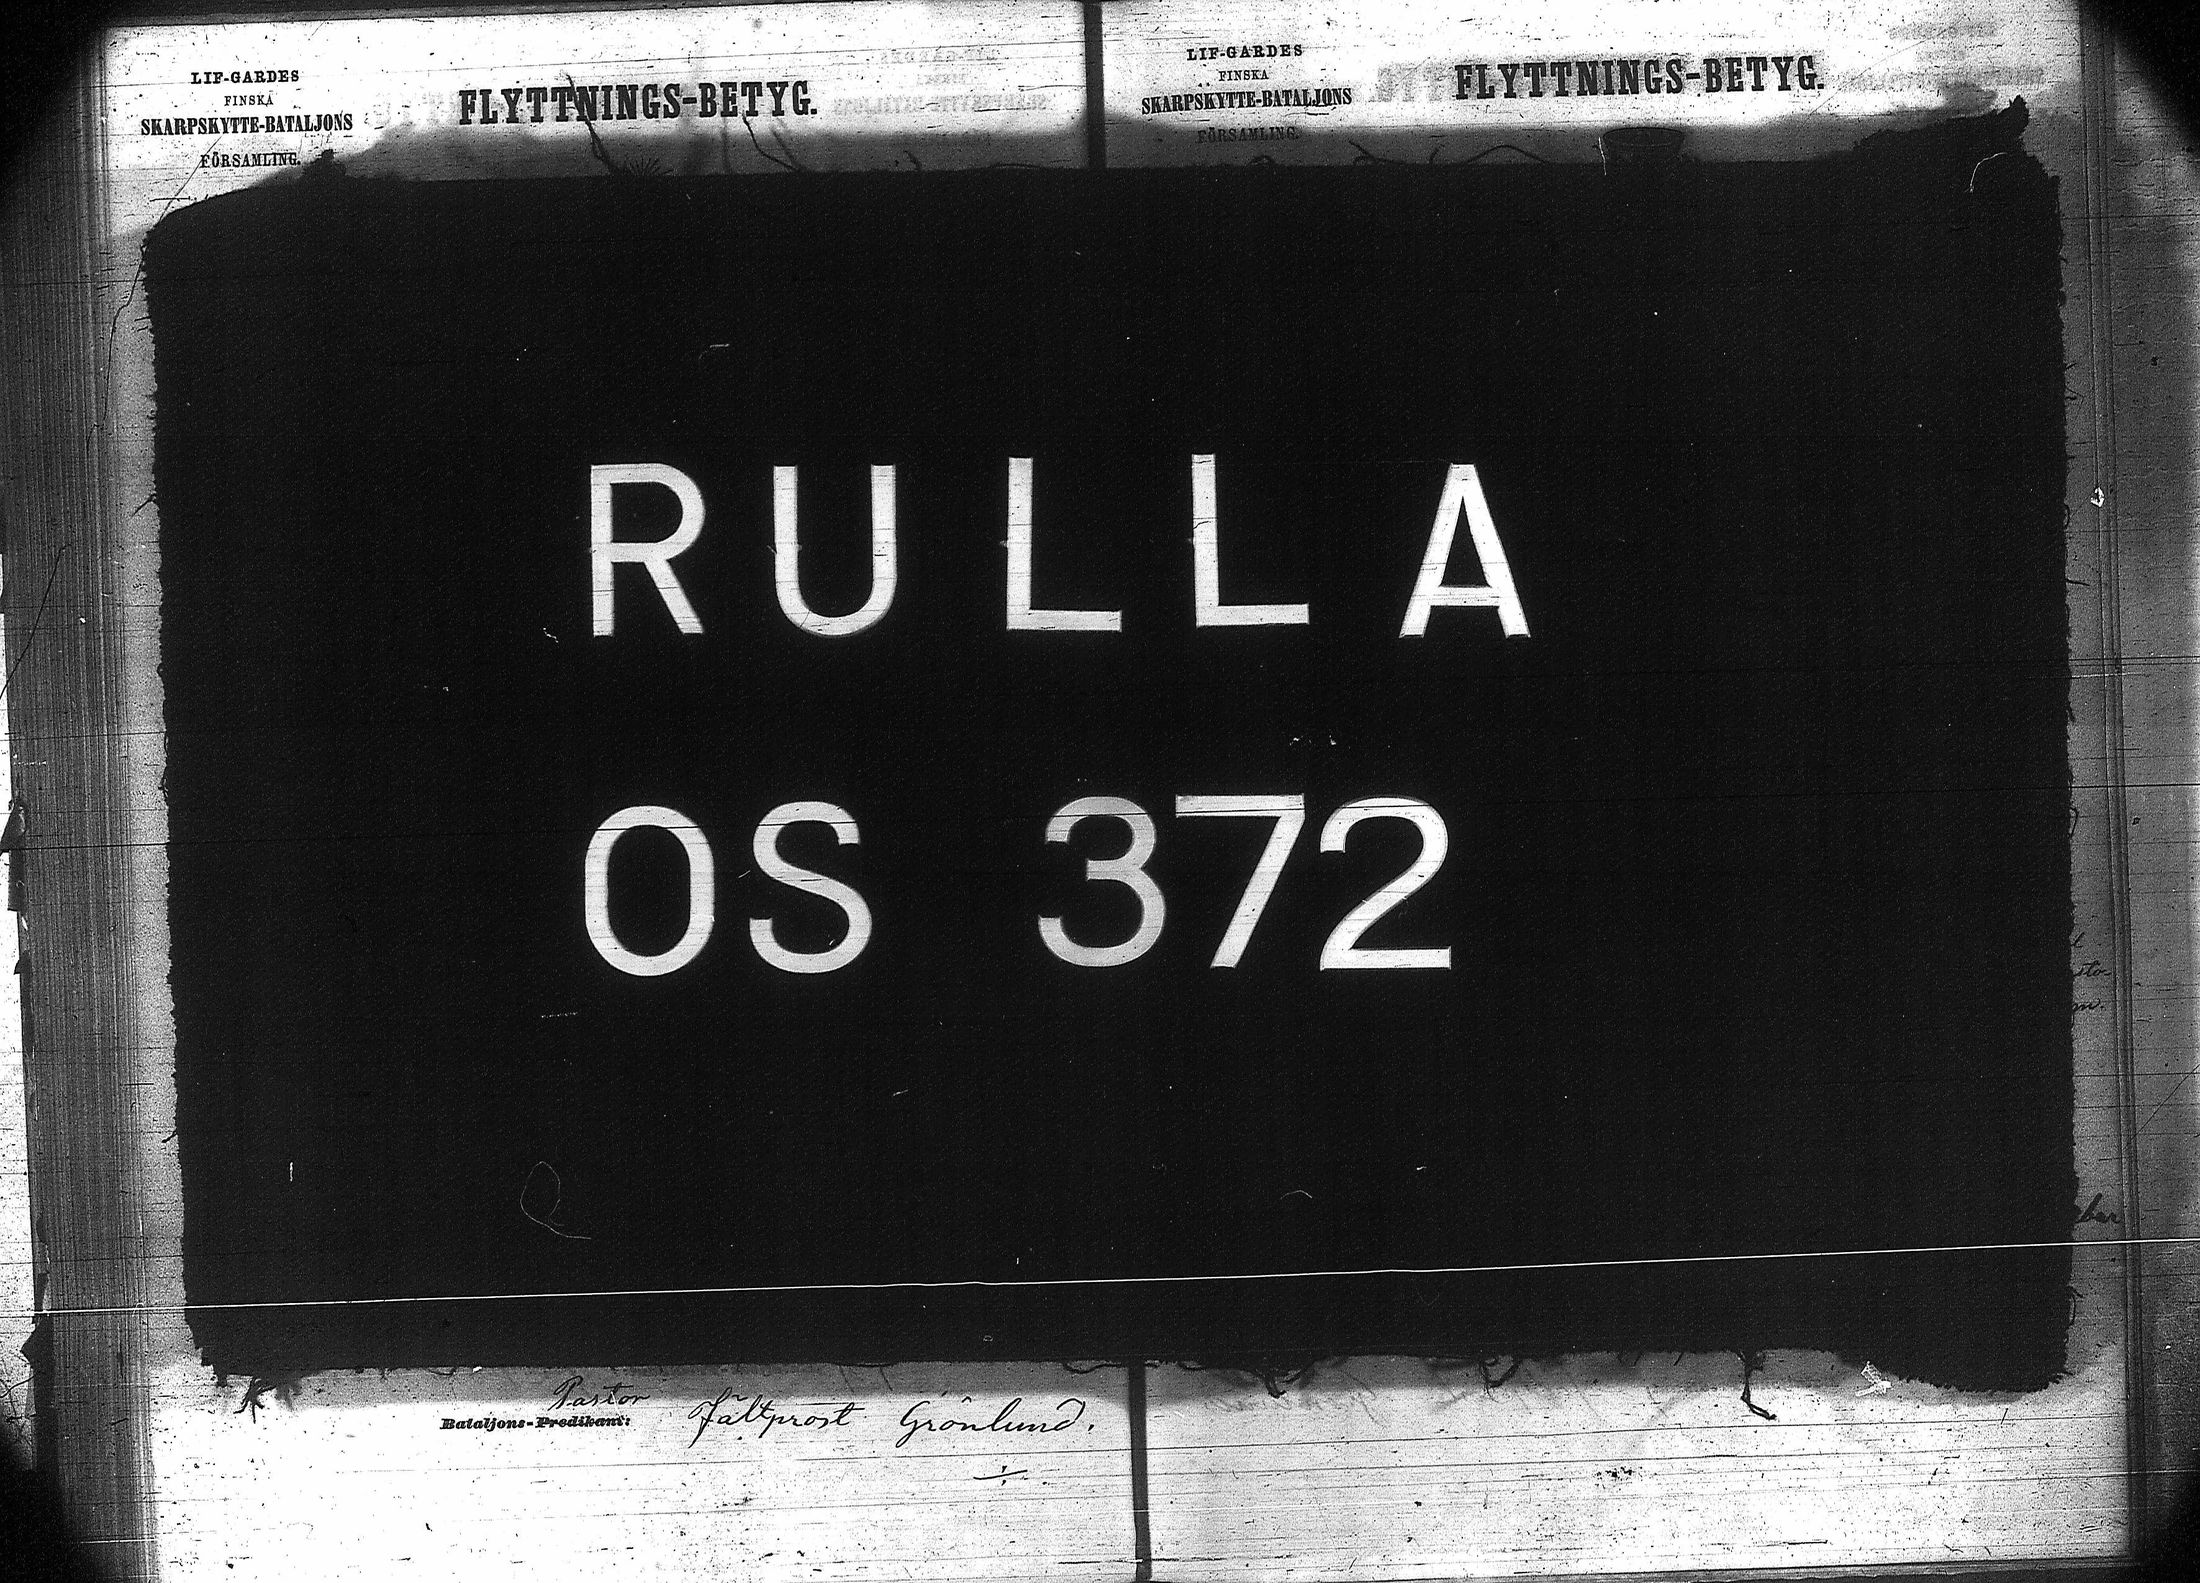 LIF-GARDES
FINSKA
SKARPSKYTTE-BATALJONS
FÖRSAMLING.
FLYTTNINGS-BETYG.
LIF-GARDES
FINSKA
SKARPSKYTTE-BATALJONS
FÖRSAMLING.
FLYTTNINGS-BETYG.
RULLA
OS 372
Pastor
Bataljons-Predikant: Fältprost Grönlund.